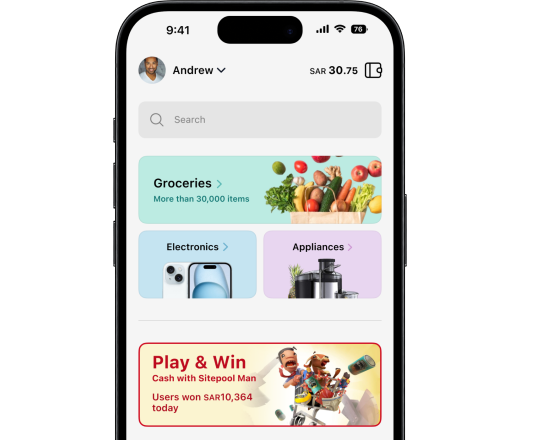 9:41
76
Andrew
SAR 30.75
Search
Groceries
More than 30,000 items
Electronics
Appliances
Play & Win
Cash with Sitepool Man
Users won SAR10,364
today